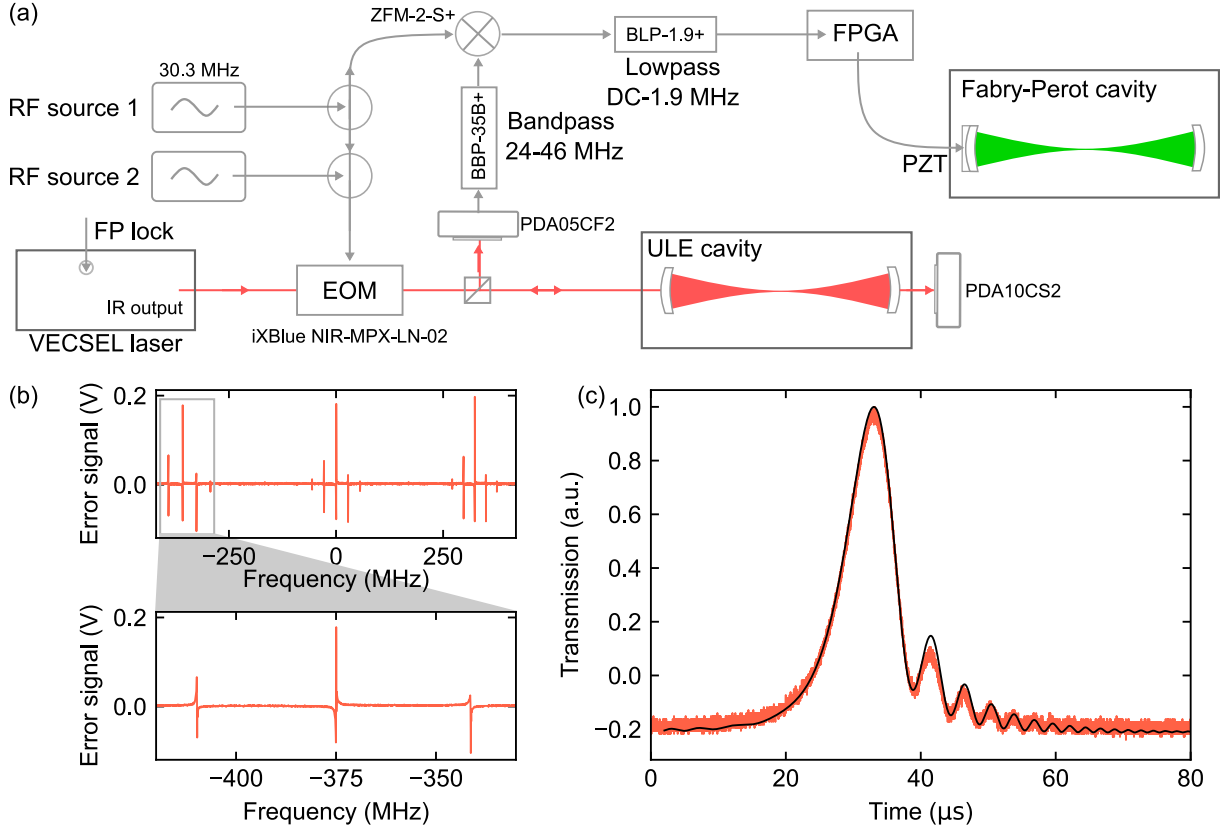 (a)
ZFM-2-S+
30.3 MHz
RF source 1
RF source 2
BBP-35B+
Bandpass
24-46 MHz
BLP-1.9+
Lowpass
DC-1.9 MHz
FPGA
Fabry-Perot cavity
PZT
FP lock
IR output
VECSEL laser
EOM
iXBlue NIR-MPX-LN-02
PDA05CF2
ULE cavity
PDA10CS2
(b)
Error signal (V)
0.2
0.0
−250
0
250
Frequency (MHz)
Error signal (V)
0.2
0.0
−400
−375
−350
Frequency (MHz)
(c)
Transmission (a.u.)
1.0
0.8
0.6
0.4
0.2
0.0
−0.2
0
20
40
60
80
Time (μs)